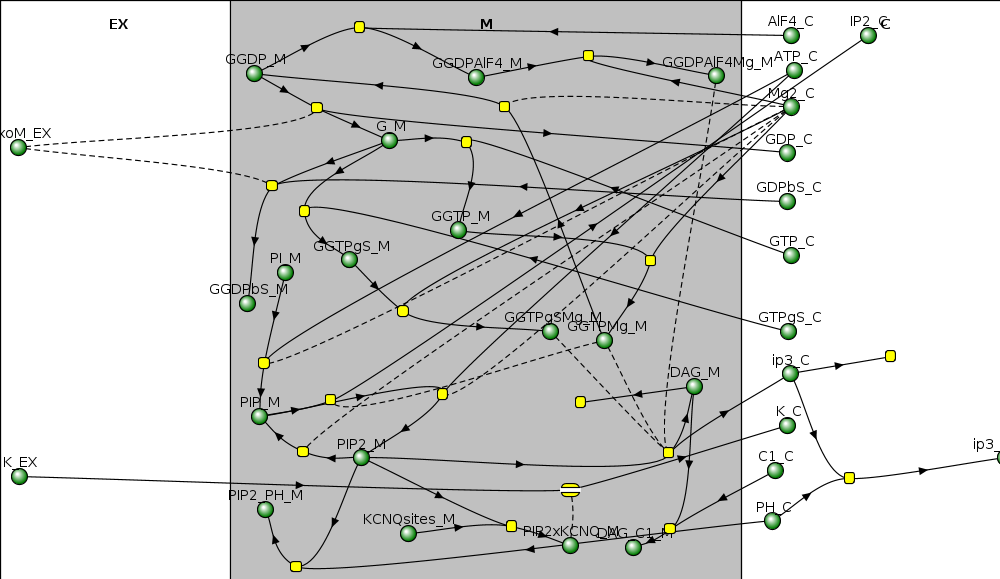 EX
M
C
AlF4_C
IP2_C
GGDP_M
GGDPAlF4_M
GGDPAlF4Mg_M
ATP_C
Mg2_C
xoM_EX
G_M
GDP_C
GDPbS_C
GGTP_M
GTP_C
GGTPgS_M
PI_M
GGDPbS_M
GGTPgSMg_M
GGTPMg_M
GTPgS_C
ip3_C
DAG_M
PIP_M
K_C
PIP2_M
ip3_
C1_C
K_EX
PIP2_PH_M
PH_C
KCNQsites_M
PIP2xKCNQ_M
DAG_C1_M